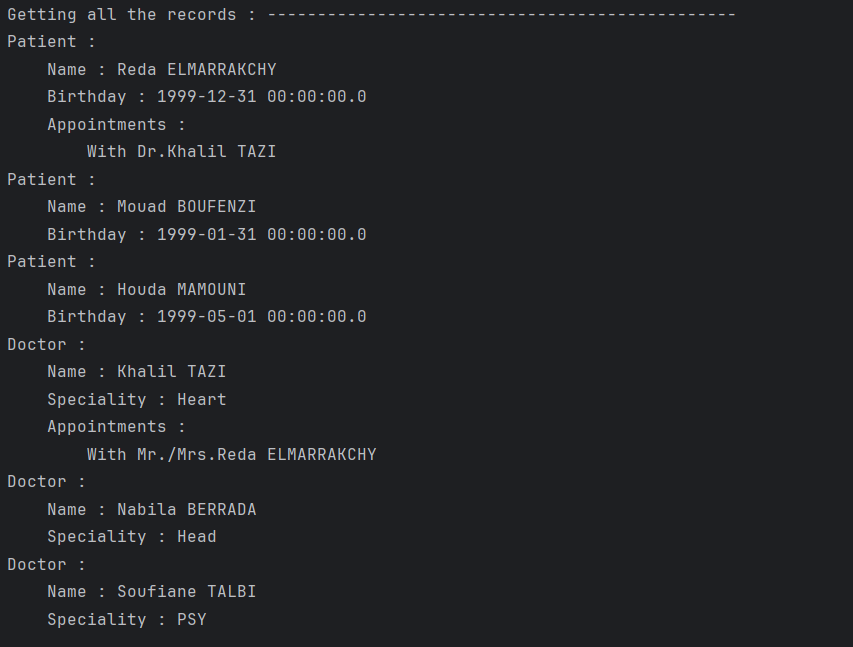 Getting all the records : -----------------------------------------------
Patient :
    Name : Reda ELMARRAKCHY
    Birthday : 1999-12-31 00:00:00.0
    Appointments :
        With Dr.Khalil TAZI
Patient :
    Name : Mouad BOUFENZI
    Birthday : 1999-01-31 00:00:00.0
Patient :
    Name : Houda MAMOUNI
    Birthday : 1999-05-01 00:00:00.0
Doctor :
    Name : Khalil TAZI
    Speciality : Heart
    Appointments :
        With Mr./Mrs.Reda ELMARRAKCHY
Doctor :
    Name : Nabila BERRADA
    Speciality : Head
Doctor :
    Name : Soufiane TALBI
    Speciality : PSY